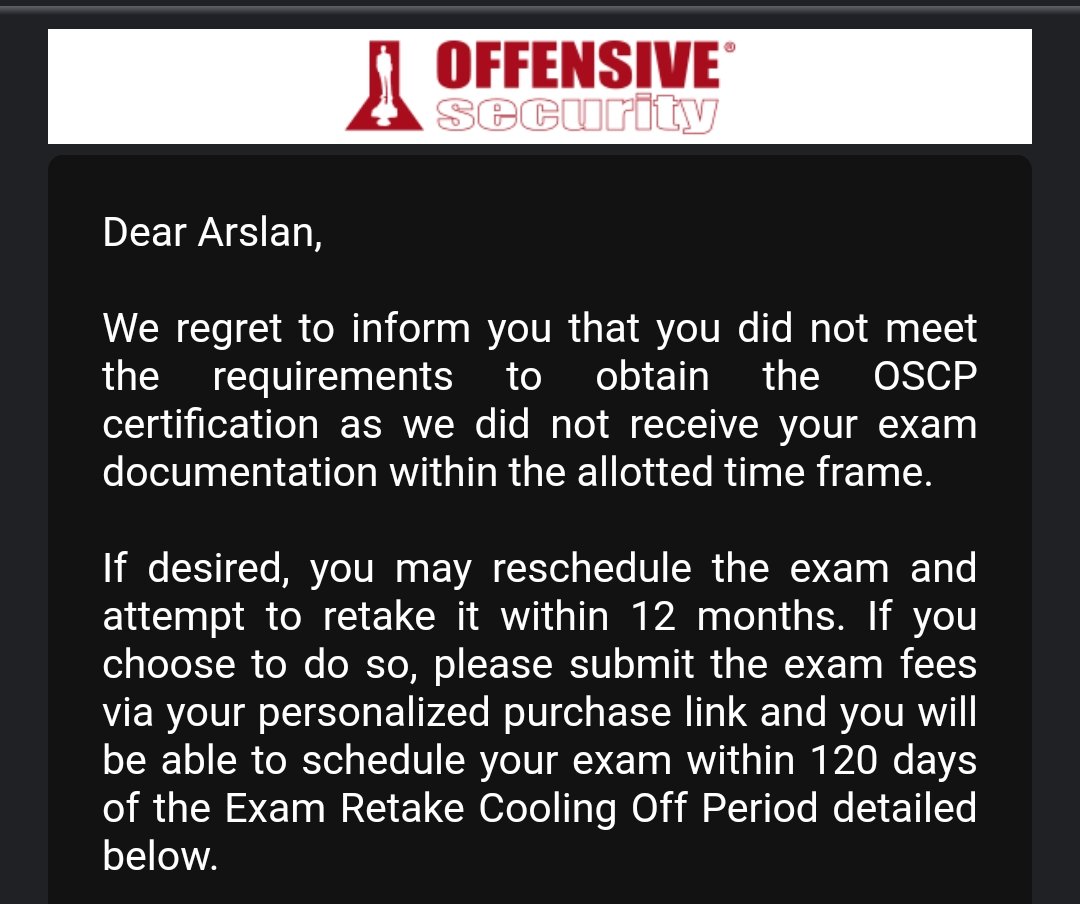 OFFENSIVE®
security
Dear Arslan,
We regret to inform you that you did not meet
the requirements to obtain the OSCP
certification as we did not receive your exam
documentation within the allotted time frame.
If desired, you may reschedule the exam and
attempt to retake it within 12 months. If you
choose to do so, please submit the exam fees
via your personalized purchase link and you will
be able to schedule your exam within 120 days
of the Exam Retake Cooling Off Period detailed
below.